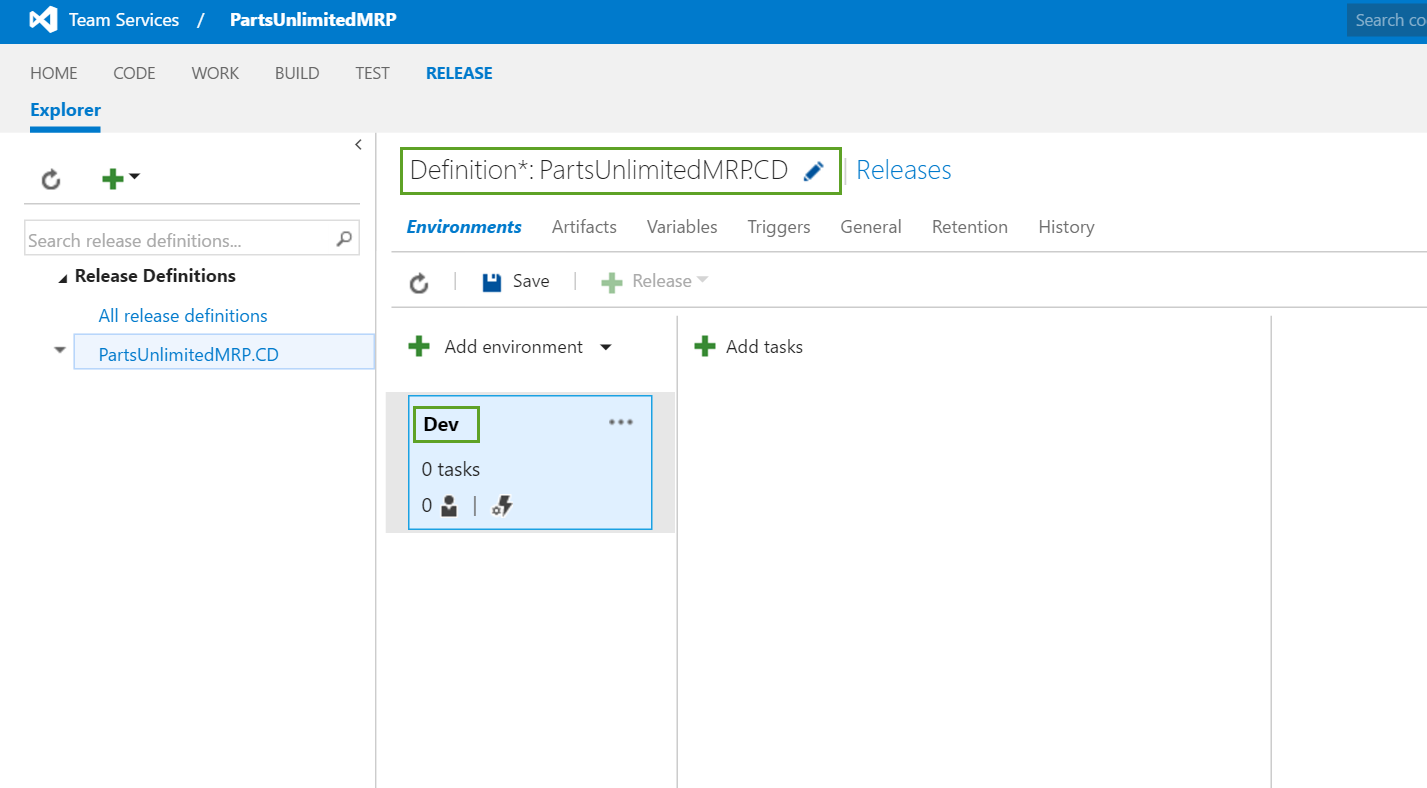 Team Services / PartsUnlimitedMRP
Search co
HOME CODE WORK BUILD TEST RELEASE
Explorer
Definition*: PartsUnlimitedMRP.CD | Releases
Search release definitions...
Environments Artifacts Variables Triggers General Retention History
Release Definitions
Save
Release
All release definitions
PartsUnlimitedMRP.CD
Add environment
Add tasks
Dev
0 tasks
0